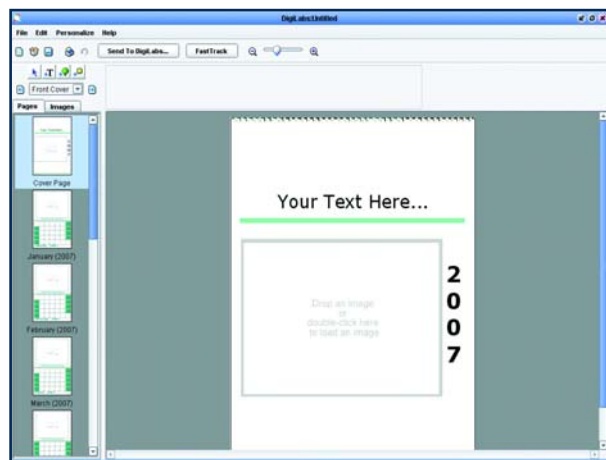 DigiLabs:Untitled
File Edit Personalize Help
Send To DigiLabs... FastTrack
T
Front Cover
Pages Images
Cover Page
January (2007)
February (2007)
March (2007)
Your Text Here...
Drop an image
or
double-click here
to load an image
2
0
0
7